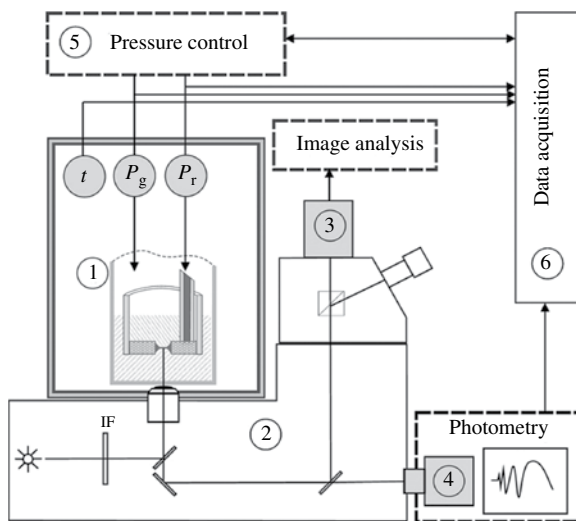 5 Pressure control
Image analysis
Data acquisition
6
t
Pg
Pr
3
1
IF
2
Photometry
4